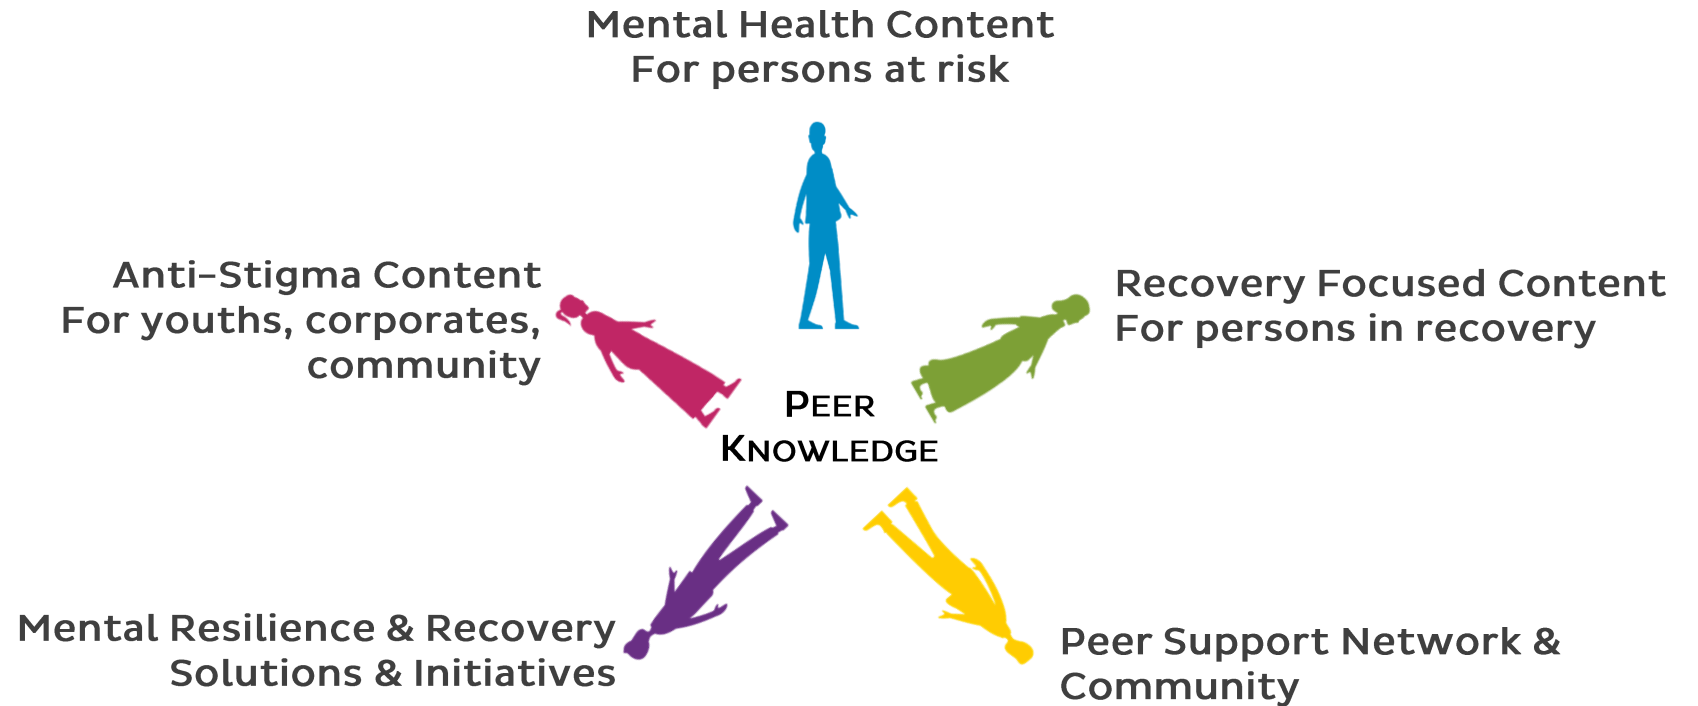 Mental Health Content
For persons at risk
Anti-Stigma Content
For youths, corporates,
community
Recovery Focused Content
For persons in recovery
PEER
KNOWLEDGE
Mental Resilience & Recovery
Solutions & Initiatives
Peer Support Network &
Community